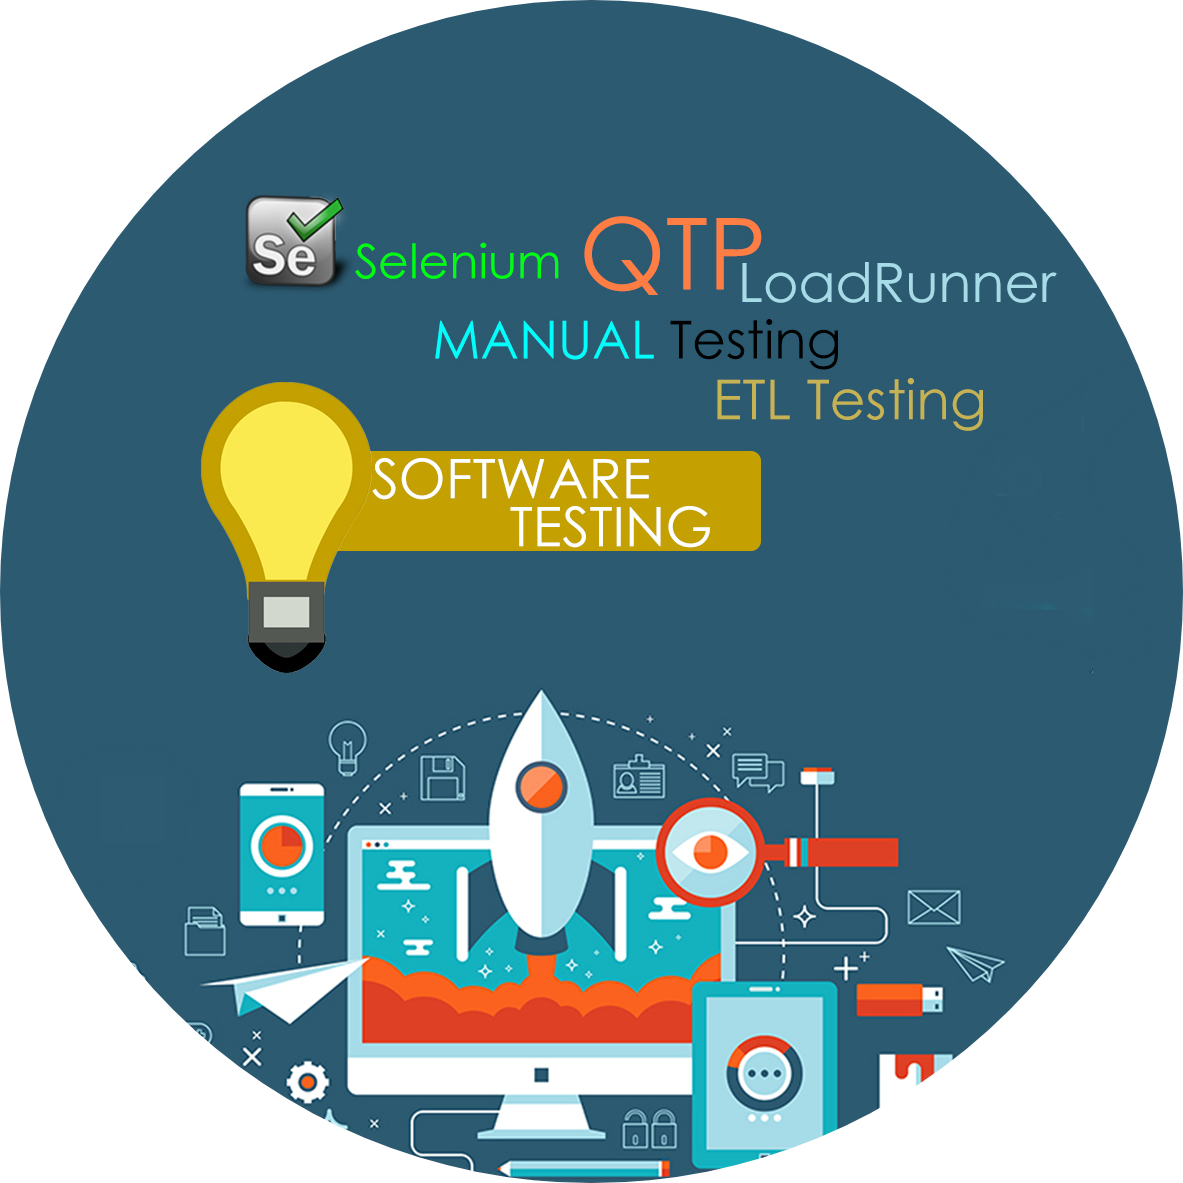 Se Selenium QTP
LoadRunner
MANUAL Testing
ETL Testing
SOFTWARE
TESTING